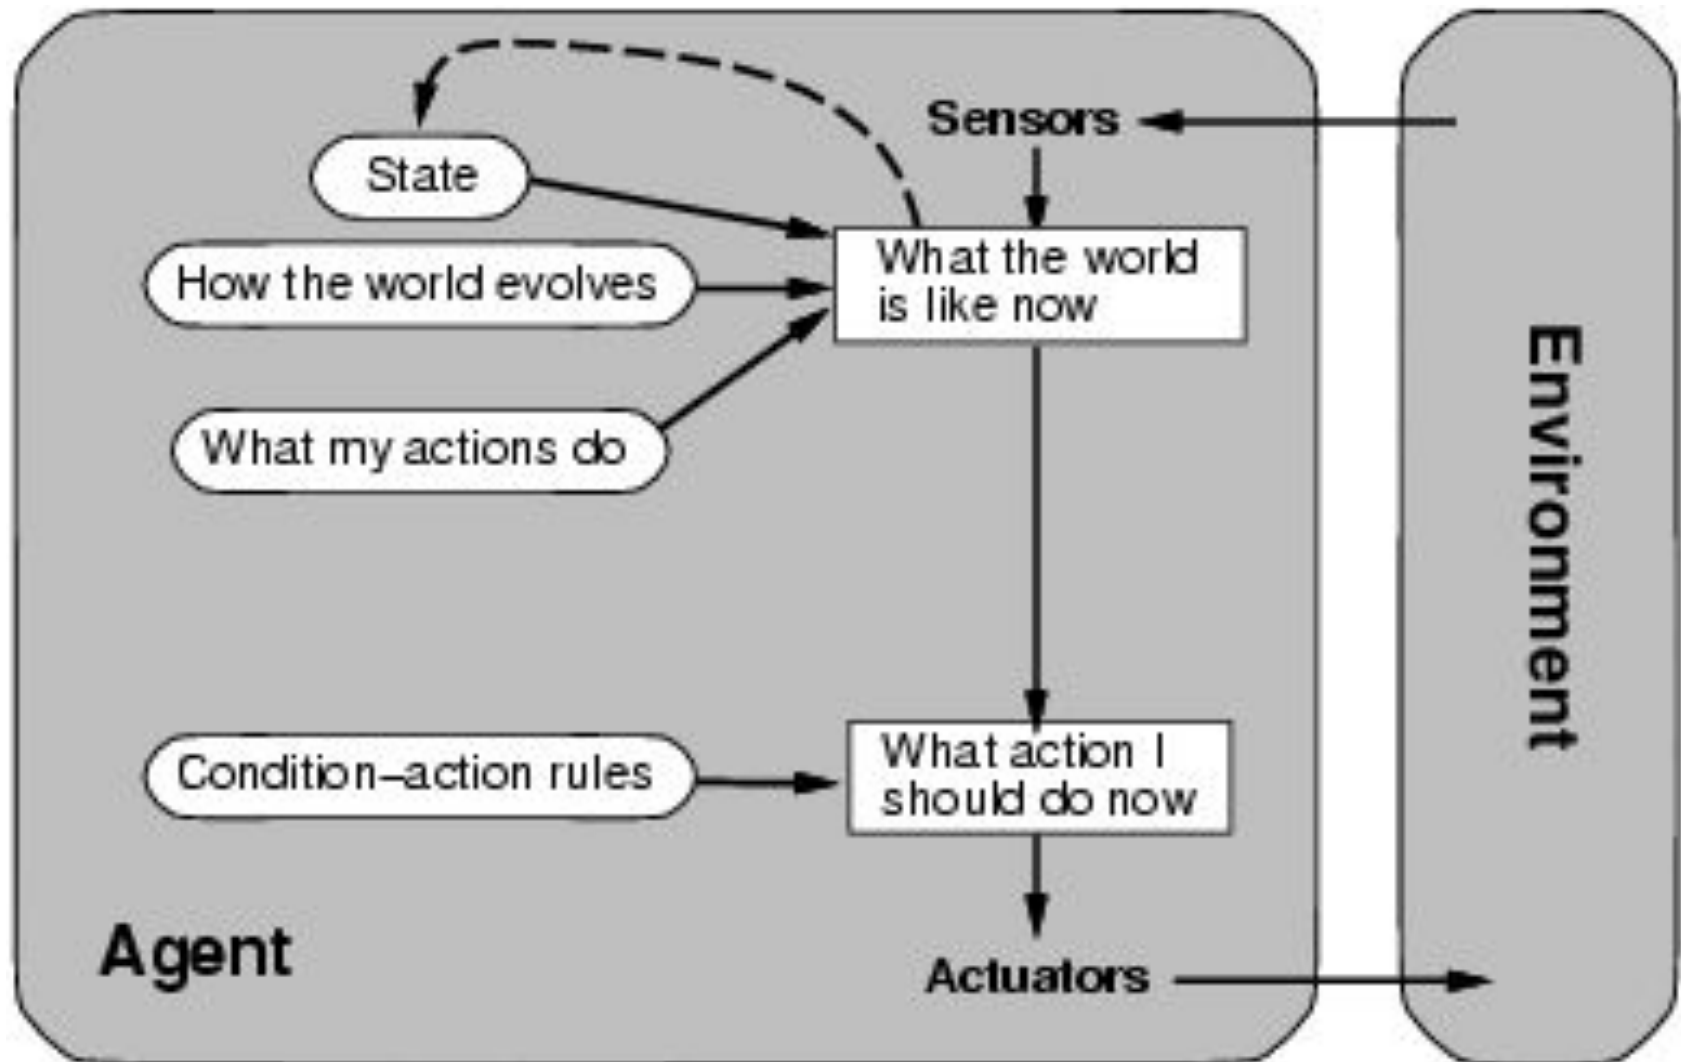 Sensors
State
What the world
is like now
How the world evolves
What my actions do
Environment
Condition–action rules
What action I
should do now
Agent
Actuators